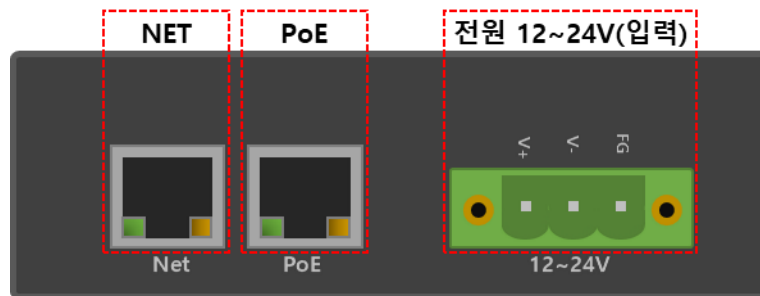 NET
PoE
전원 12~24V(입력)
V+
V-
FG
Net
PoE
12~24V